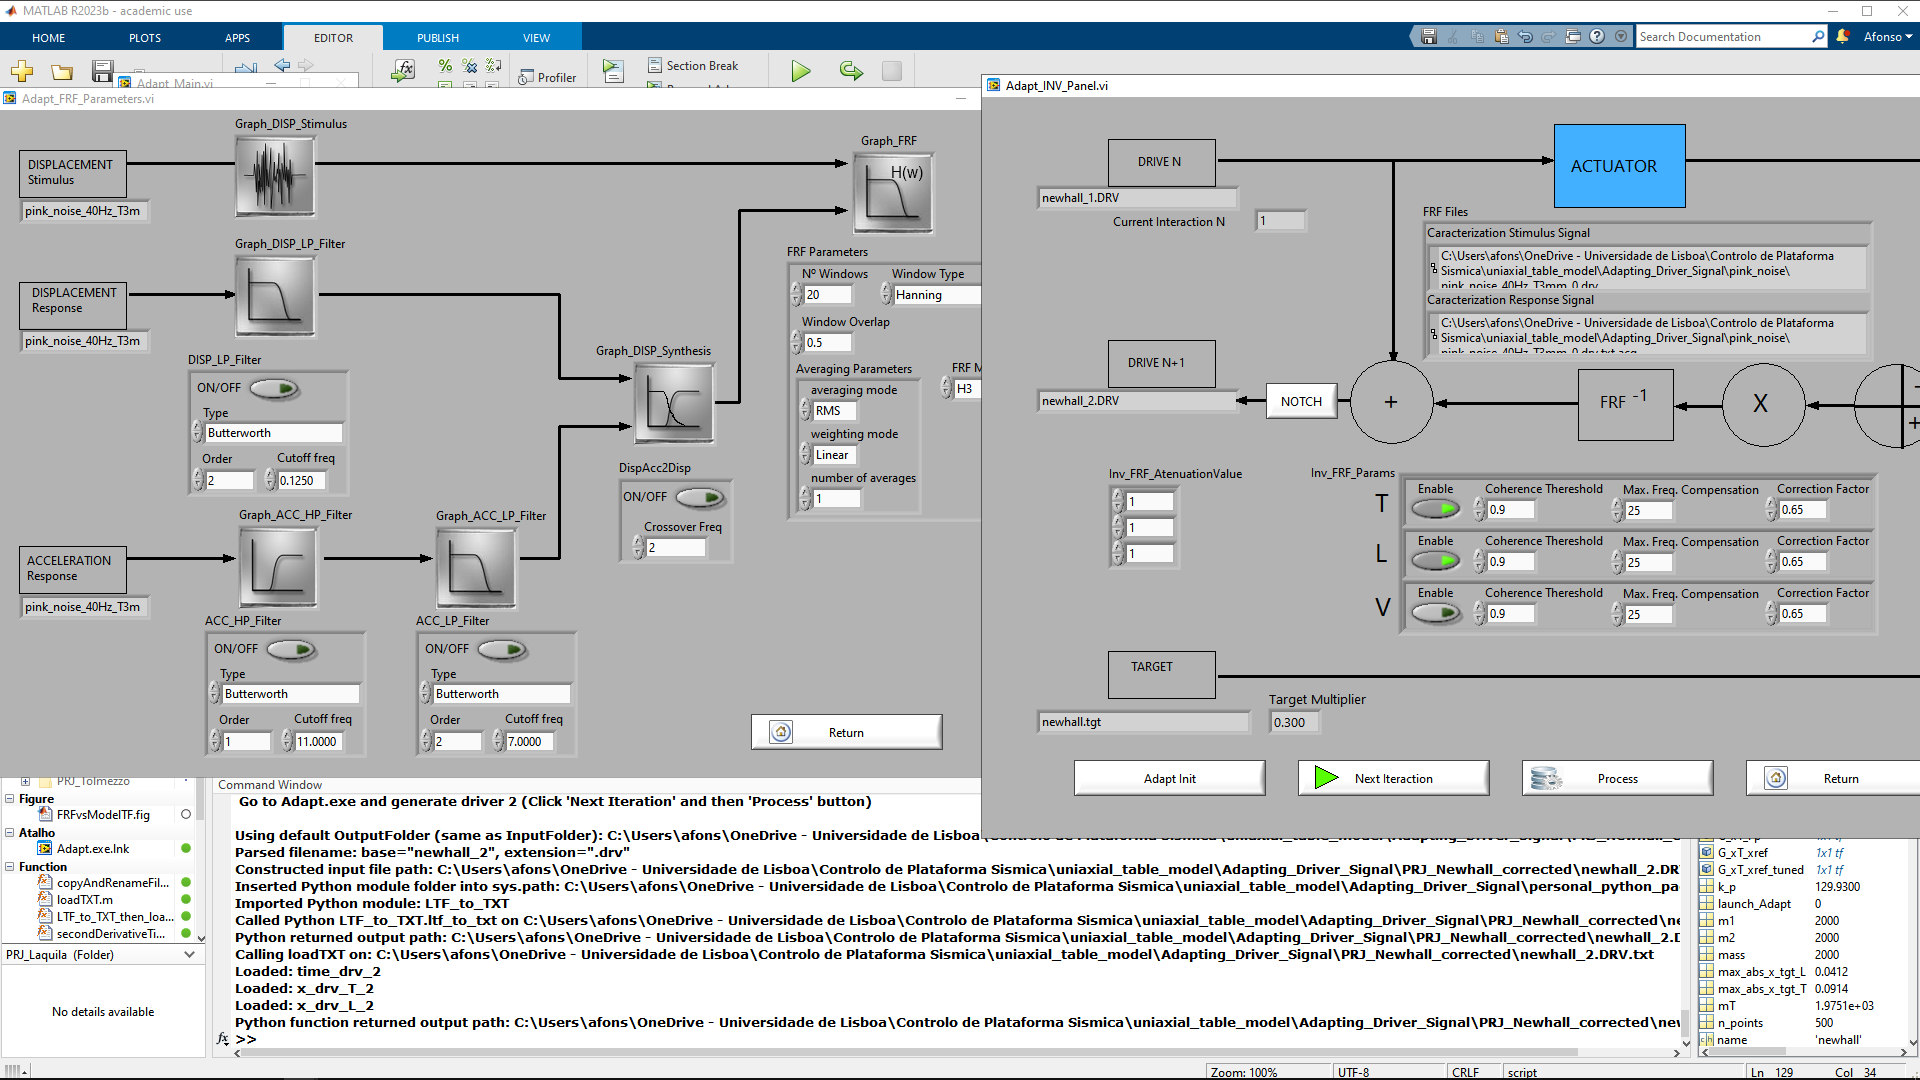 MATLAB R2023b - academic use
HOME PLOTS APPS EDITOR PUBLISH VIEW
Search Documentation
Afonso
Profiler
Section Break
Adapt_Main.vi
Adapt_FRF_Parameters.vi
Graph_DISP_Stimulus
DISPLACEMENT
Stimulus
pink_noise_40Hz_T3m
Graph_FRF
H(w)
Graph_DISP_LP_Filter
DISPLACEMENT
Response
pink_noise_40Hz_T3m
FRF Parameters
Nº Windows Window Type
20 Hanning
Window Overlap
0.5
Averaging Parameters
averaging mode
RMS
weighting mode
Linear
number of averages
1
FRF M
H3
DISP_LP_Filter
ON/OFF
Type
Butterworth
Order Cutoff freq
2 0.1250
Graph_DISP_Synthesis
DispAcc2Disp
ON/OFF
Crossover Freq
2
Graph_ACC_HP_Filter
Graph_ACC_LP_Filter
ACCELERATION
Response
pink_noise_40Hz_T3m
ACC_HP_Filter
ON/OFF
Type
Butterworth
Order Cutoff freq
1 11.0000
ACC_LP_Filter
ON/OFF
Type
Butterworth
Order Cutoff freq
2 7.0000
Return
Adapt_INV_Panel.vi
DRIVE N
newhall_1.DRV
Current Interaction N 1
ACTUATOR
FRF Files
Caracterization Stimulus Signal
C:\Users\afons\OneDrive - Universidade de Lisboa\Controlo de Plataforma
Sismica\uniaxial_table_model\Adapting_Driver_Signal\pink_noise\
pink_noise_40Hz_T3mm_0.drv
Caracterization Response Signal
C:\Users\afons\OneDrive - Universidade de Lisboa\Controlo de Plataforma
Sismica\uniaxial_table_model\Adapting_Driver_Signal\pink_noise\
pink_noise_40Hz_T3mm_0.drv.txt.acq
DRIVE N+1
newhall_2.DRV
NOTCH
+
FRF -1
X
+
Inv_FRF_AtenuationValue
1
1
1
Inv_FRF_Params
T
Enable Coherence Thereshold Max. Freq. Compensation Correction Factor
0.9 25 0.65
L
Enable Coherence Thereshold Max. Freq. Compensation Correction Factor
0.9 25 0.65
V
Enable Coherence Thereshold Max. Freq. Compensation Correction Factor
0.9 25 0.65
TARGET
newhall.tgt
Target Multiplier
0.300
Adapt Init
Next Iteraction
Process
Return
PRJ_Tolmezzo
Figure
FRFvsModelTF.fig
Atalho
Adapt.exe.lnk
Function
copyAndRenameFil...
loadTXT.m
LTF_to_TXT_then_loa...
secondDerivativeTi...
PRJ_Laquila (Folder)
No details available
Command Window
Go to Adapt.exe and generate driver 2 (Click 'Next Iteration' and then 'Process' button)
Using default OutputFolder (same as InputFolder): C:\Users\afons\OneDrive - Universidade de Lisboa
Parsed filename: base="newhall_2", extension=".drv"
Constructed input file path: C:\Users\afons\OneDrive - Universidade de Lisboa\Controlo de Plataforma Sismica\uniaxial_table_model\Adapting_Driver_Signal\PRJ_Newhall_corrected\newhall_2.DR
Inserted Python module folder into sys.path: C:\Users\afons\OneDrive - Universidade de Lisboa\Controlo de Plataforma Sismica\uniaxial_table_model\Adapting_Driver_Signal\personal_python_pa
Imported Python module: LTF_to_TXT
Called Python LTF_to_TXT.ltf_to_txt on C:\Users\afons\OneDrive - Universidade de Lisboa\Controlo de Plataforma Sismica\uniaxial_table_model\Adapting_Driver_Signal\PRJ_Newhall_corrected\ne
Python returned output path: C:\Users\afons\OneDrive - Universidade de Lisboa\Controlo de Plataforma Sismica\uniaxial_table_model\Adapting_Driver_Signal\PRJ_Newhall_corrected\newhall_2.D
Calling loadTXT on: C:\Users\afons\OneDrive - Universidade de Lisboa\Controlo de Plataforma Sismica\uniaxial_table_model\Adapting_Driver_Signal\PRJ_Newhall_corrected\newhall_2.DRV.txt
Loaded: time_drv_2
Loaded: x_drv_T_2
Loaded: x_drv_L_2
Python function returned output path: C:\Users\afons\OneDrive - Universidade de Lisboa\Controlo de Plataforma Sismica\uniaxial_table_model\Adapting_Driver_Signal\PRJ_Newhall_corrected\new
fx >>
G_xT_xref 1x1 tf
G_xT_xref_tuned 1x1 tf
k_p 129.9300
launch_Adapt 0
m1 2000
m2 2000
mass 2000
max_abs_x_tgt_L 0.0412
max_abs_x_tgt_T 0.0914
mT 1.9751e+03
n_points 500
name 'newhall'
Zoom: 100% UTF-8 CRLF script Ln 129 Col 34